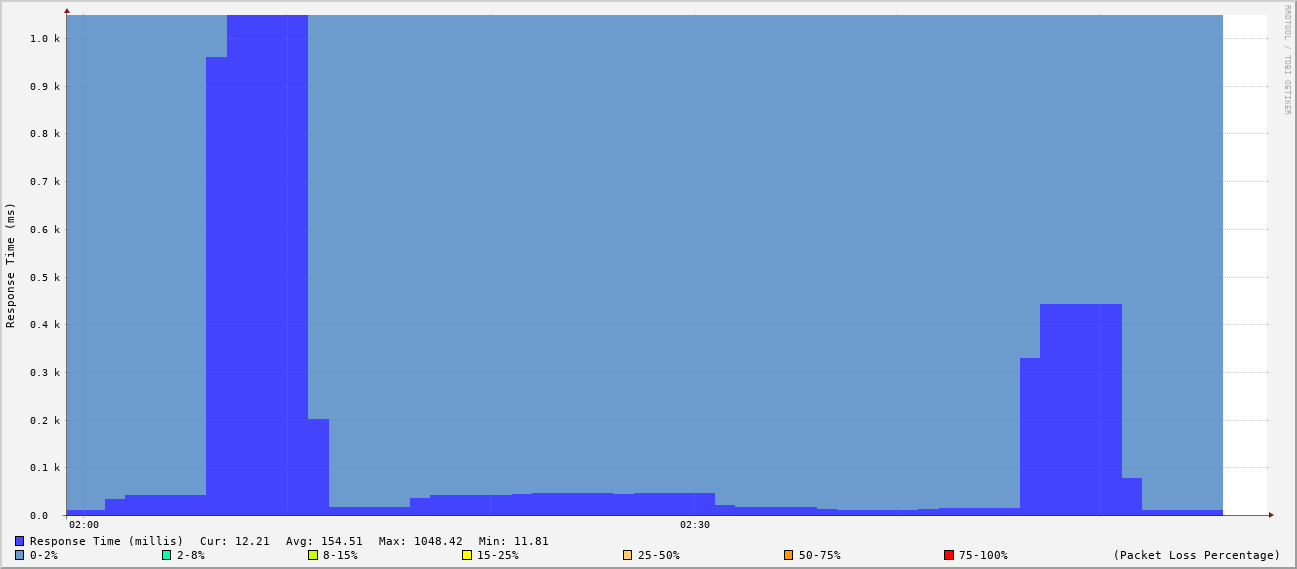 RRDTOOL / TOBI OETIKER
Response Time (ms)
1.0 k
0.9 k
0.8 k
0.7 k
0.6 k
0.5 k
0.4 k
0.3 k
0.2 k
0.1 k
0.0
02:00 02:30
Response Time (millis) Cur: 12.21 Avg: 154.51 Max: 1048.42 Min: 11.81
0-2% 2-8% 8-15% 15-25% 25-50% 50-75% 75-100% (Packet Loss Percentage)